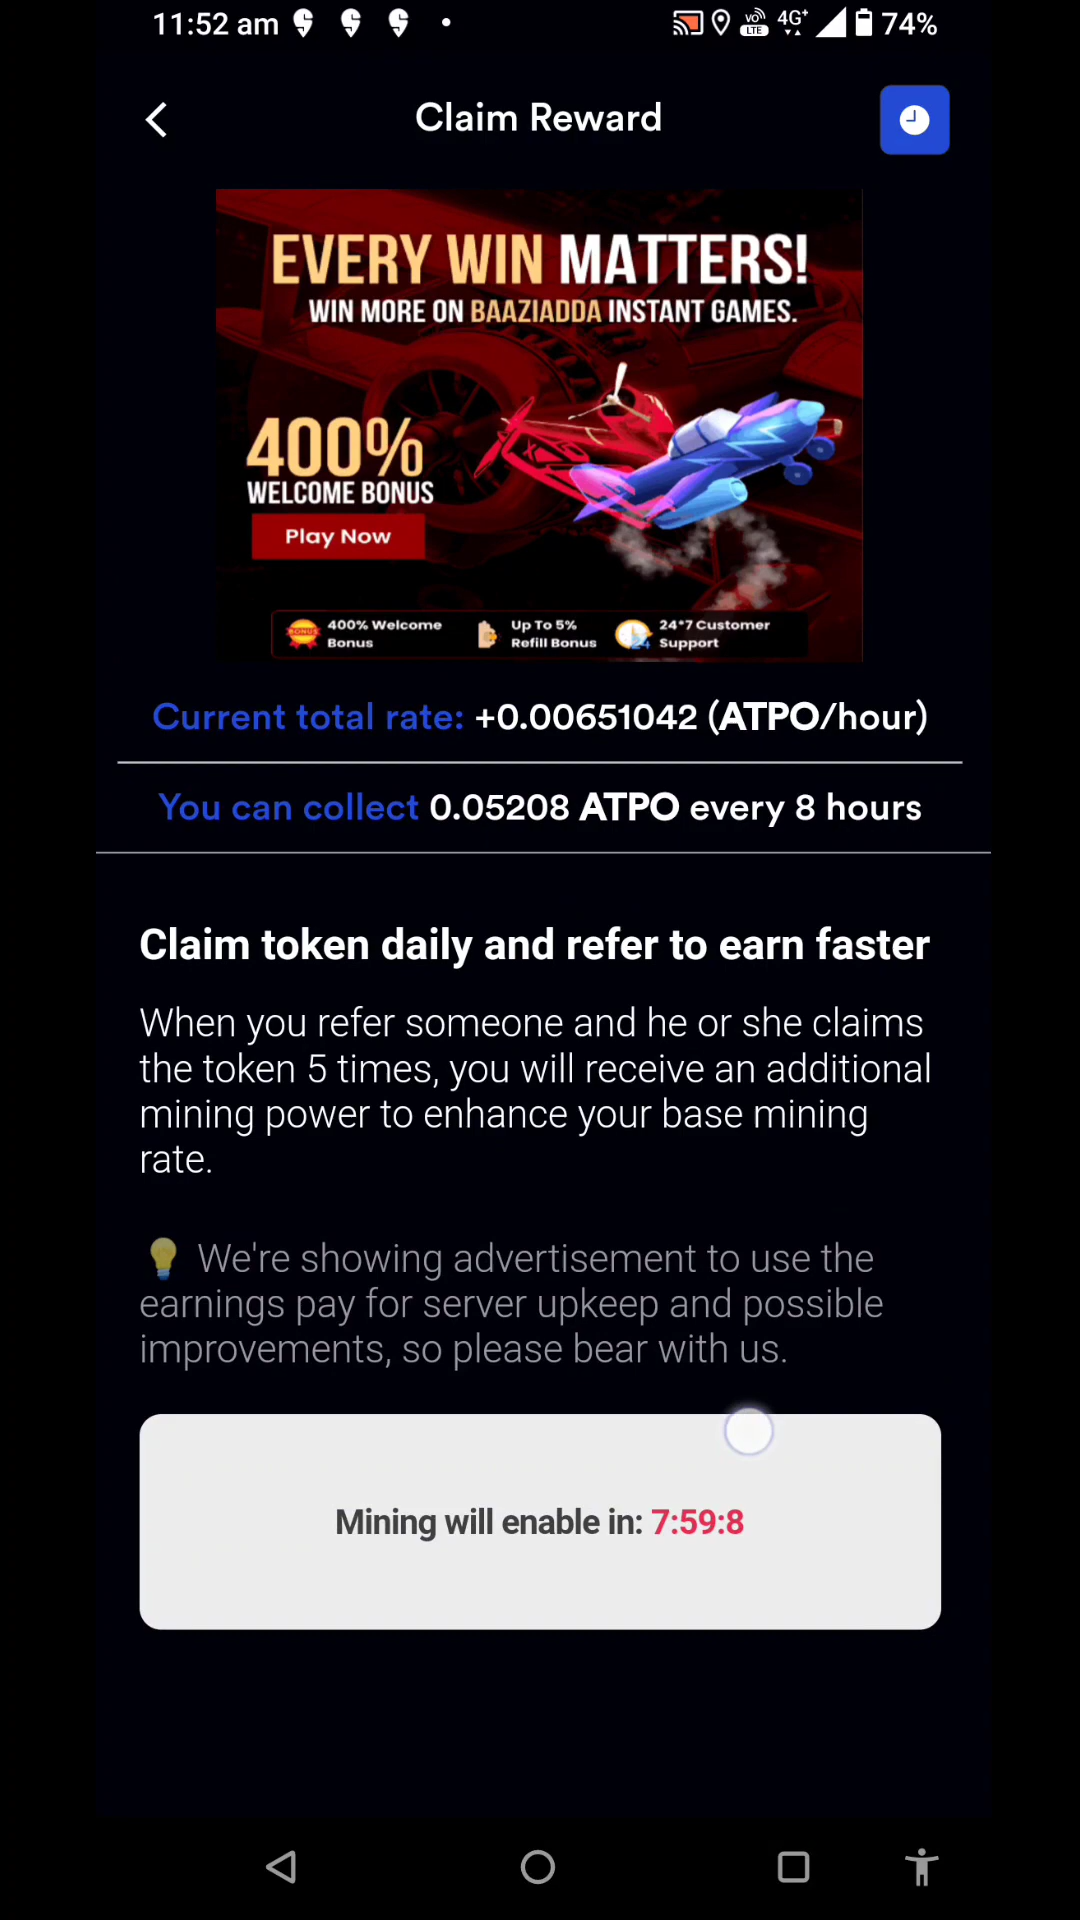 11:52 am
VO LTE 4G+ 74%
Claim Reward
EVERY WIN MATTERS!
WIN MORE ON BAAZIADDA INSTANT GAMES.
400%
WELCOME BONUS
Play Now
BONUS 400% Welcome Bonus
Up To 5% Refill Bonus
24 24*7 Customer Support
Current total rate: +0.00651042 (ATPO/hour)
You can collect 0.05208 ATPO every 8 hours
Claim token daily and refer to earn faster
When you refer someone and he or she claims
the token 5 times, you will receive an additional
mining power to enhance your base mining
rate.
💡 We're showing advertisement to use the
earnings pay for server upkeep and possible
improvements, so please bear with us.
Mining will enable in: 7:59:8